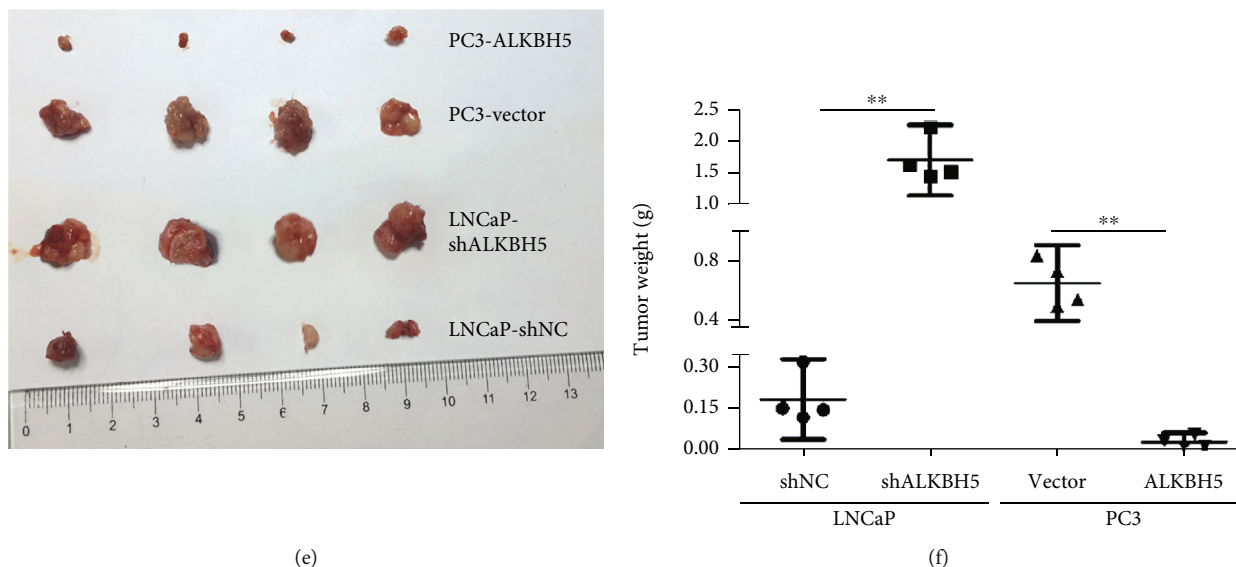 PC3-ALKBH5
PC3-vector
LNCaP-
shALKBH5
LNCaP-shNC
0 1 2 3 4 5 6 7 8 9 10 11 12 13
(e)
Tumor weight (g)
2.5
2.0
1.5
1.0
0.8
0.4
0.30
0.15
0.00
**
**
shNC shALKBH5 Vector ALKBH5
LNCaP PC3
(f)